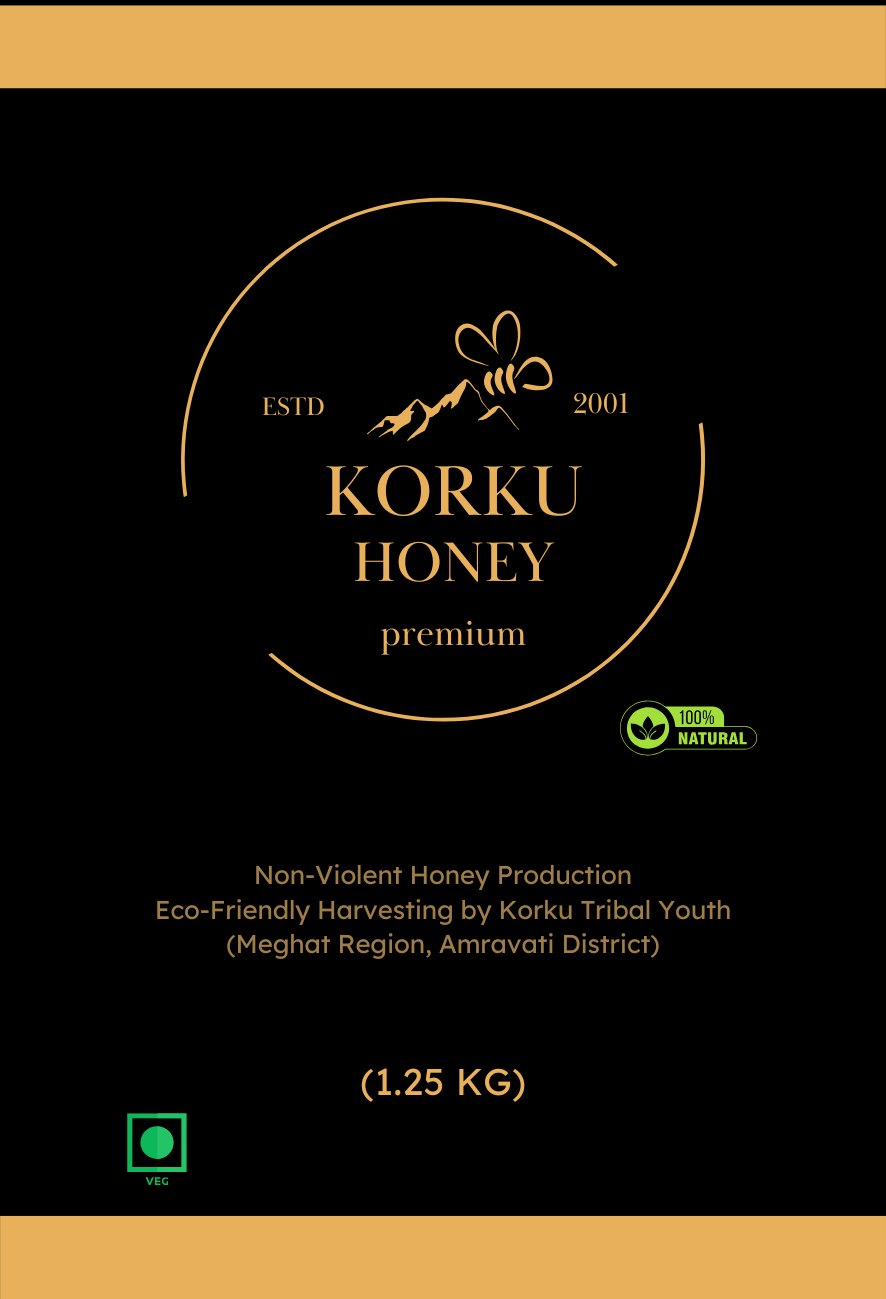 ESTD
2001
KORKU
HONEY
premium
100%
NATURAL
Non-Violent Honey Production
Eco-Friendly Harvesting by Korku Tribal Youth
(Meghat Region, Amravati District)
(1.25 KG)
VEG